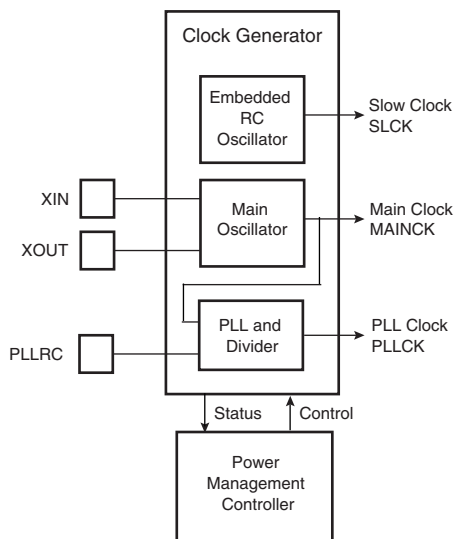 Clock Generator
Embedded
RC
Oscillator
Slow Clock
SLCK
XIN
Main
Oscillator
Main Clock
MAINCK
XOUT
PLL and
Divider
PLL Clock
PLLCK
PLLRC
Status
Control
Power
Management
Controller